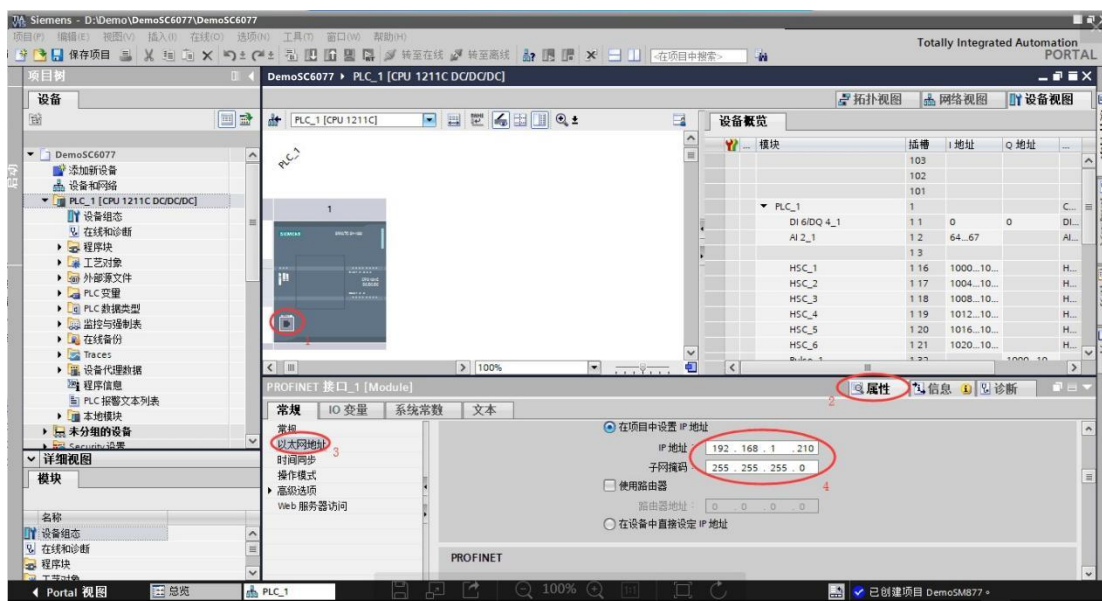 Siemens - D:\Demo\DemoSC6077\DemoSC6077
项目(P) 编辑(E) 视图(V) 插入(I) 在线(O) 选项(N) 工具(T) 窗口(W) 帮助(H)
保存项目 转至在线 转至离线 <在项目中搜索>
Totally Integrated Automation
PORTAL
项目树
DemoSC6077 PLC_1 [CPU 1211C DC/DC/DC]
拓扑视图 网络视图 设备视图
设备
PLC_1 [CPU 1211C]
设备概览
模块 插槽 I 地址 Q 地址 ...
103
102
101
PLC_1 1 C...
DI 6/DQ 4_1 1 1 0 0 DI...
AI 2_1 1 2 64...67 AI...
1 3
HSC_1 1 16 1000...10... H...
HSC_2 1 17 1004...10... H...
HSC_3 1 18 1008...10... H...
HSC_4 1 19 1012...10... H...
HSC_5 1 20 1016...10... H...
HSC_6 1 21 1020...10... H...
DemoSC6077
添加新设备
设备和网络
PLC_1 [CPU 1211C DC/DC/DC]
设备组态
在线和诊断
程序块
工艺对象
外部源文件
PLC 变量
PLC 数据类型
监控与强制表
在线备份
Traces
设备代理数据
程序信息
PLC 报警文本列表
本地模块
未分组的设备
Security 设置
PLC_1
1
SIEMENS
1
100%
PROFINET 接口_1 [Module]
2
属性 信息 诊断
常规 IO 变量 系统常数 文本
常规
以太网地址 3
时间同步
操作模式
高级选项
Web 服务器访问
在项目中设置 IP 地址
IP 地址: 192 . 168 . 1 . 210
子网掩码: 255 . 255 . 255 . 0
4
使用路由器
路由器地址: 0 . 0 . 0 . 0
在设备中直接设定 IP 地址
PROFINET
详细视图
模块
名称
设备组态
在线和诊断
程序块
工艺对象
Portal 视图 总览 PLC_1 100% 1:1 已创建项目 DemoSM877。